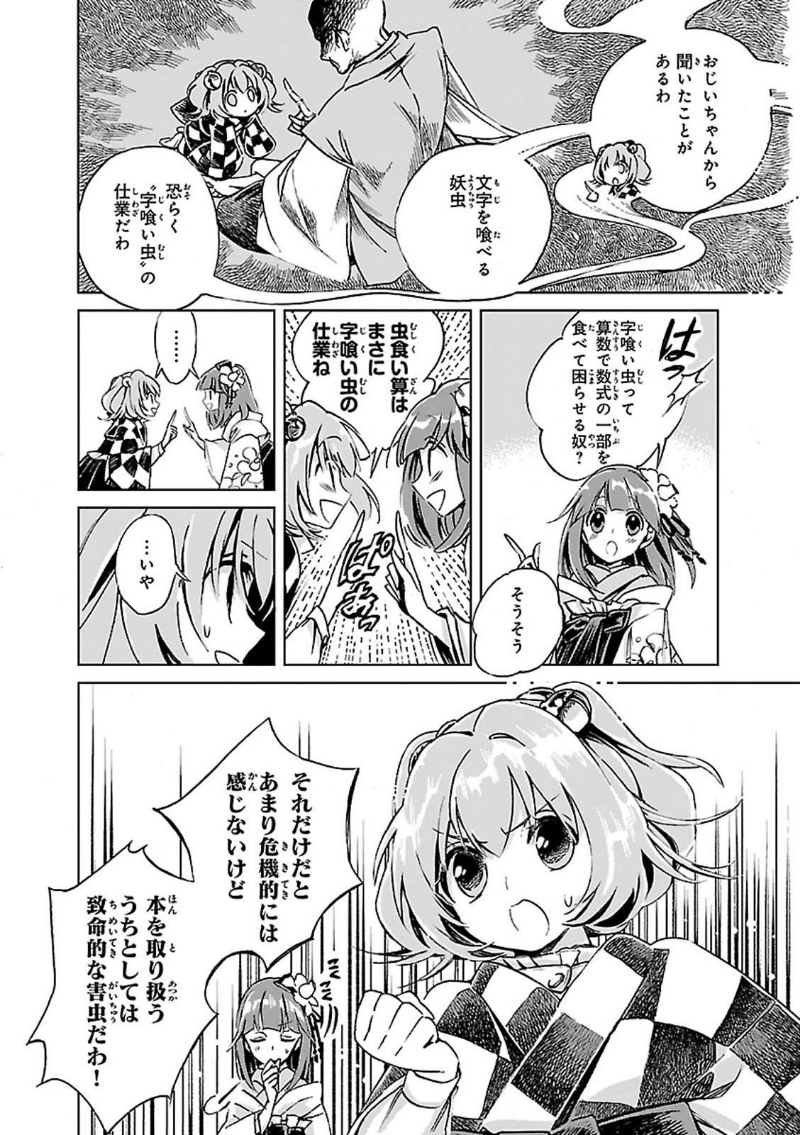 おじいちゃんから
聞いたことが
あるわ
文字を喰べる
妖虫
恐らく
“字喰い虫”の
仕業だわ
はっ
字喰い虫って
算数で数式の一部を
食べて困らせる奴?
そうそう
虫食い算は
まさに
字喰い虫の
仕業ね
ぱぁっ
……
…いや
それだけだと
あまり危機的には
感じないけど
本を取り扱う
うちとしては
致命的な害虫だわ!